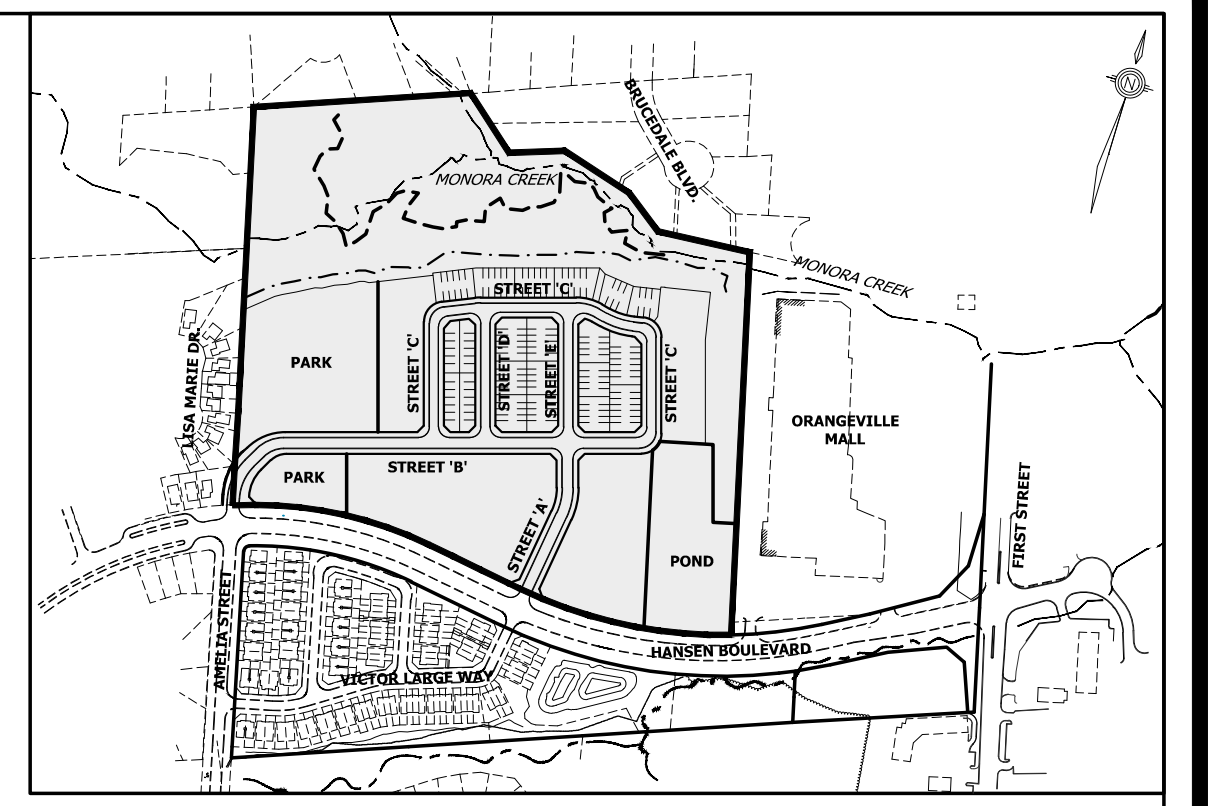 N
BRUCEDALE BLVD.
MONORA CREEK
MONORA CREEK
STREET 'C'
LISA MARIE DR.
PARK
STREET 'C'
STREET 'D'
STREET 'E'
STREET 'C'
ORANGEVILLE
MALL
STREET 'B'
PARK
STREET 'A'
FIRST STREET
POND
AMELIA STREET
HANSEN BOULEVARD
VICTOR LARGE WAY